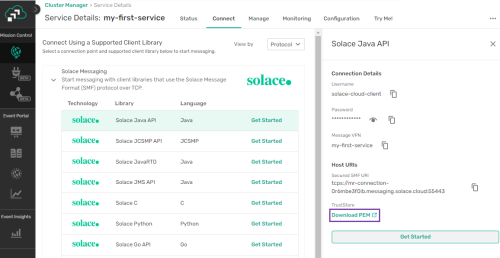 Cluster Manager > Service Details
Service Details: my-first-service
Status
Connect
Manage
Monitoring
Configuration
Try Me!
Mission Control
BETA
BETA
Event Portal
Event Insights
Connect Using a Supported Client Library
Select a connection point and supported client library below to start messaging.
View by
Protocol
Solace Messaging
Start messaging with client libraries that use the Solace Message
Format (SMF) protocol over TCP.
solace.
Technology Library Language
solace. Solace Java API Java Get Started
solace. Solace JCSMP API JCSMP Get Started
solace. Solace JavaRTO Java Get Started
solace. Solace JMS API Java Get Started
solace. Solace C C Get Started
solace. Solace Python Python Get Started
solace. Solace Go API Go Get Started
Solace Java API
Connection Details
Username
solace-cloud-client
Password
************
Message VPN
my-first-service
Host URIs
Secured SMF URI
tcps://mr-connection-
0r6mbe3f0lb.messaging.solace.cloud:55443
TrustStore
Download PEM
Get Started